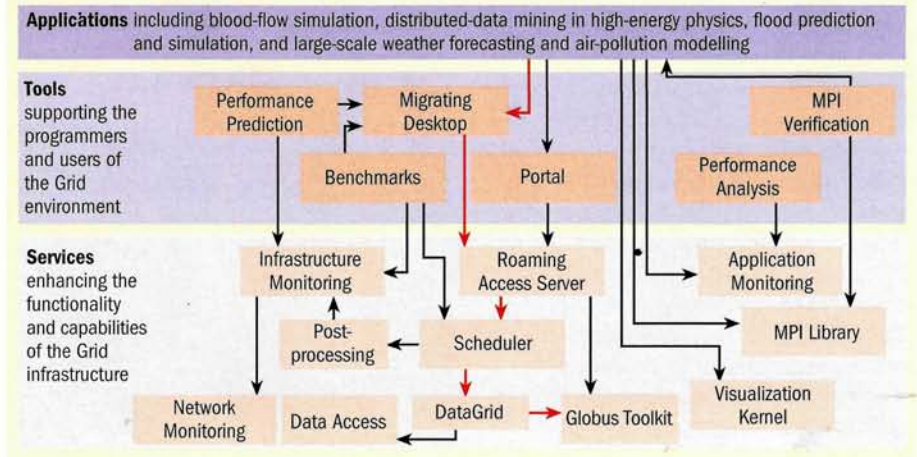 Applications including blood-flow simulation, distributed-data mining in high-energy physics, flood prediction
and simulation, and large-scale weather forecasting and air-pollution modelling
Tools
supporting the
programmers
and users of
the Grid
environment
Performance
Prediction
Migrating
Desktop
MPI
Verification
Benchmarks
Portal
Performance
Analysis
Services
enhancing the
functionality
and capabilities
of the Grid
infrastructure
Infrastructure
Monitoring
Roaming
Access Server
Application
Monitoring
Post-
processing
Scheduler
MPI Library
Network
Monitoring
Data Access
DataGrid
Globus Toolkit
Visualization
Kernel